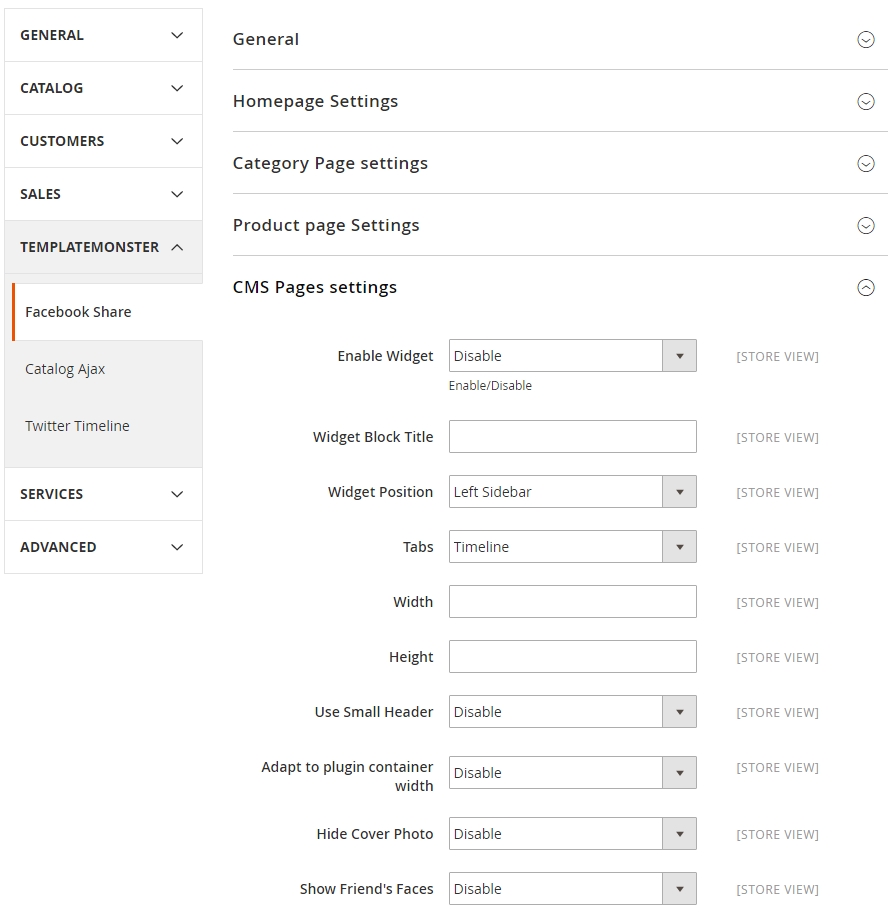 GENERAL
CATALOG
CUSTOMERS
SALES
TEMPLATEMONSTER
Facebook Share
Catalog Ajax
Twitter Timeline
SERVICES
ADVANCED
General
Homepage Settings
Category Page settings
Product page Settings
CMS Pages settings
Enable Widget Disable [STORE VIEW]
Enable/Disable
Widget Block Title [STORE VIEW]
Widget Position Left Sidebar [STORE VIEW]
Tabs Timeline [STORE VIEW]
Width [STORE VIEW]
Height [STORE VIEW]
Use Small Header Disable [STORE VIEW]
Adapt to plugin container
width Disable [STORE VIEW]
Hide Cover Photo Disable [STORE VIEW]
Show Friend's Faces Disable [STORE VIEW]